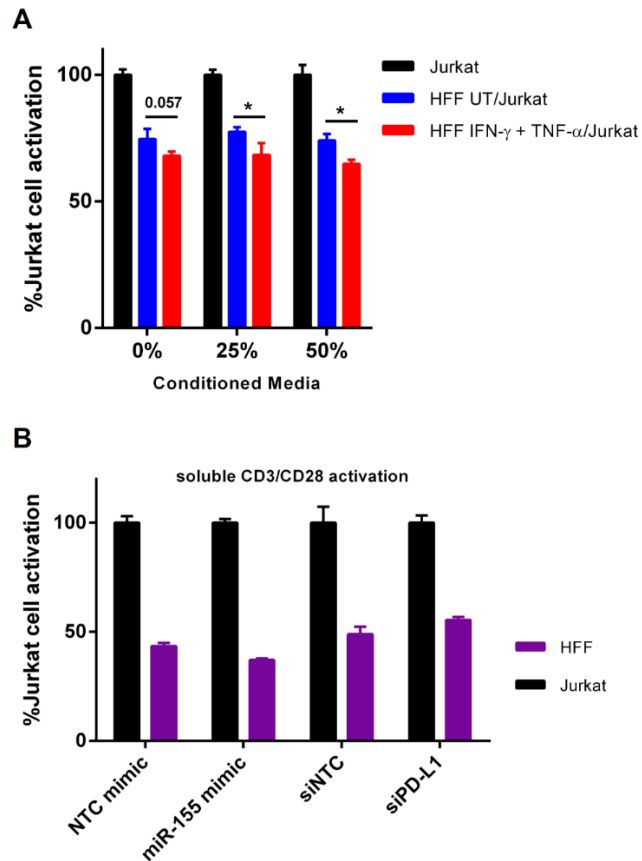 A
%Jurkat cell activation
100
50
0
0.057
*
*
0% 25% 50%
Conditioned Media
Jurkat
HFF UT/Jurkat
HFF IFN-γ + TNF-α/Jurkat
B
soluble CD3/CD28 activation
%Jurkat cell activation
100
50
0
NTC mimic
miR-155 mimic
siNTC
siPD-L1
HFF
Jurkat